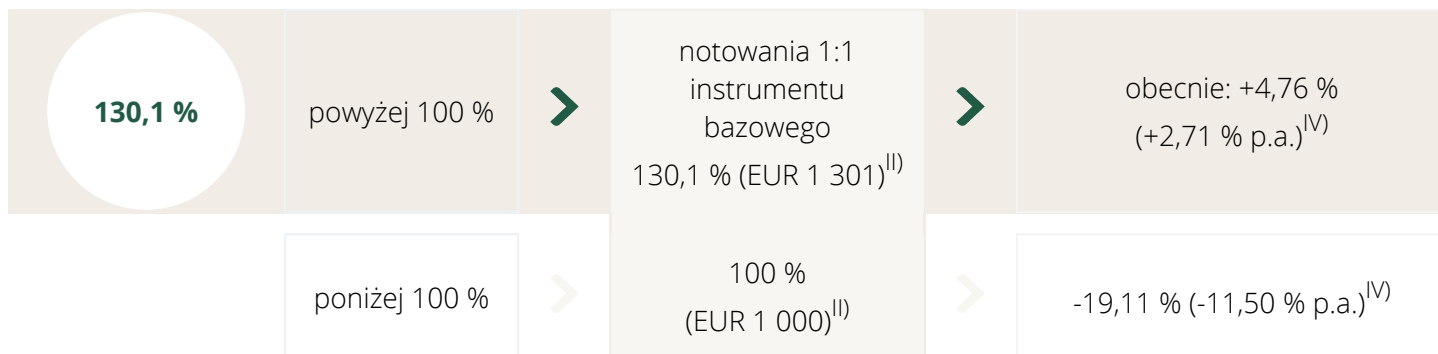 130,1 %
powyżej 100 %
notowania 1:1
instrumentu
bazowego
130,1 % (EUR 1 301)II)
obecnie: +4,76 %
(+2,71 % p.a.)IV)
poniżej 100 %
100 %
(EUR 1 000)II)
-19,11 % (-11,50 % p.a.)IV)